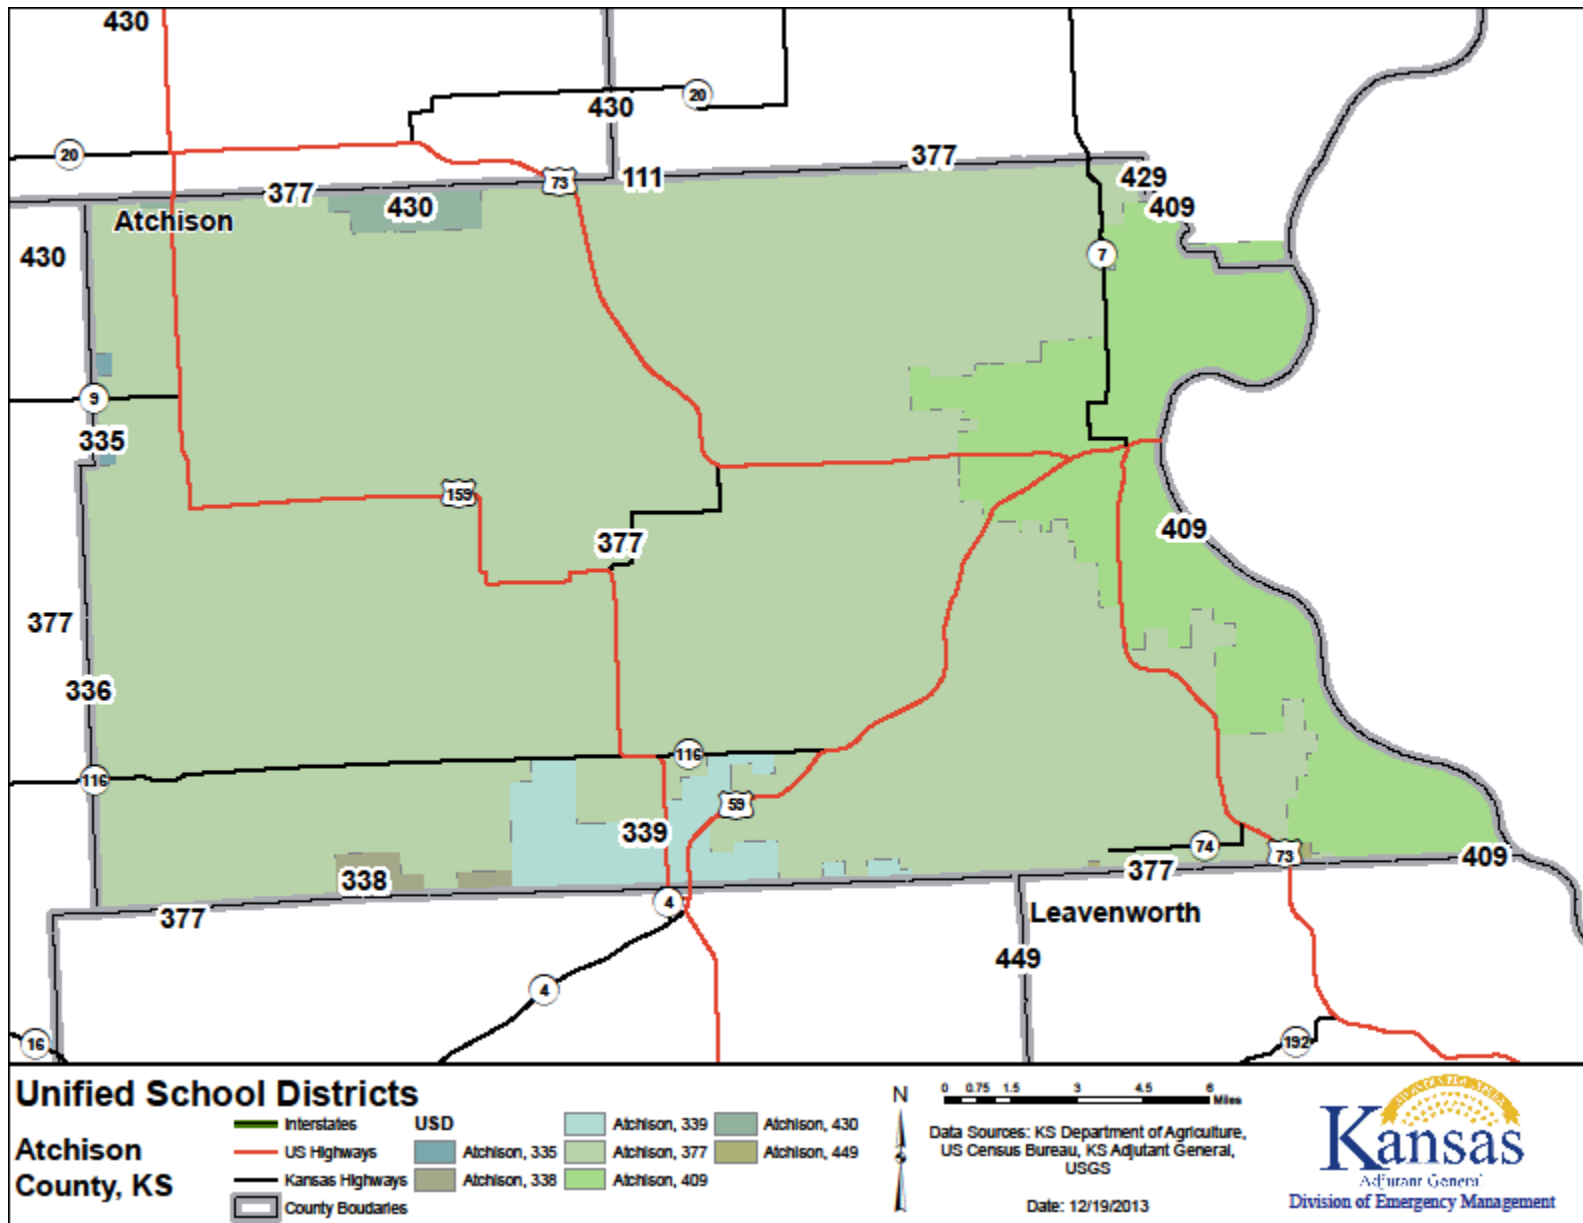 430
20
430
20
377
73
111
377
429
409
377
430
Atchison
430
7
9
335
159
377
409
377
336
116
116
59
339
338
74
73
377
409
377
4
Leavenworth
449
4
16
192
Unified School Districts
Atchison
County, KS
Interstates
US Highways
Kansas Highways
County Boudaries
USD
Atchison, 335
Atchison, 338
Atchison, 339
Atchison, 377
Atchison, 409
Atchison, 430
Atchison, 449
N
0 0.75 1.5 3 4.5 6
Miles
Data Sources: KS Department of Agriculture,
US Census Bureau, KS Adjutant General,
USGS
Date: 12/19/2013
Kansas
Adjutant General
Division of Emergency Management